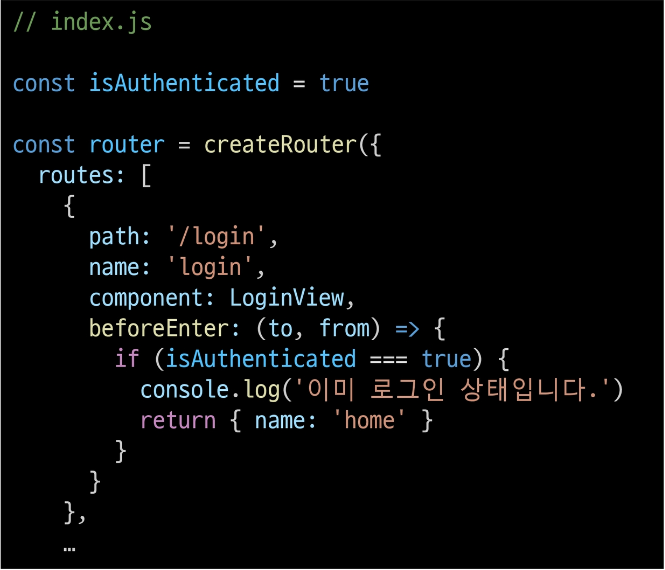 // index.js
const isAuthenticated = true
const router = createRouter({
routes: [
{
path: '/login',
name: 'login',
component: LoginView,
beforeEnter: (to, from) => {
if (isAuthenticated === true) {
console.log('이미 로그인 상태입니다.')
return { name: 'home' }
}
}
},
…